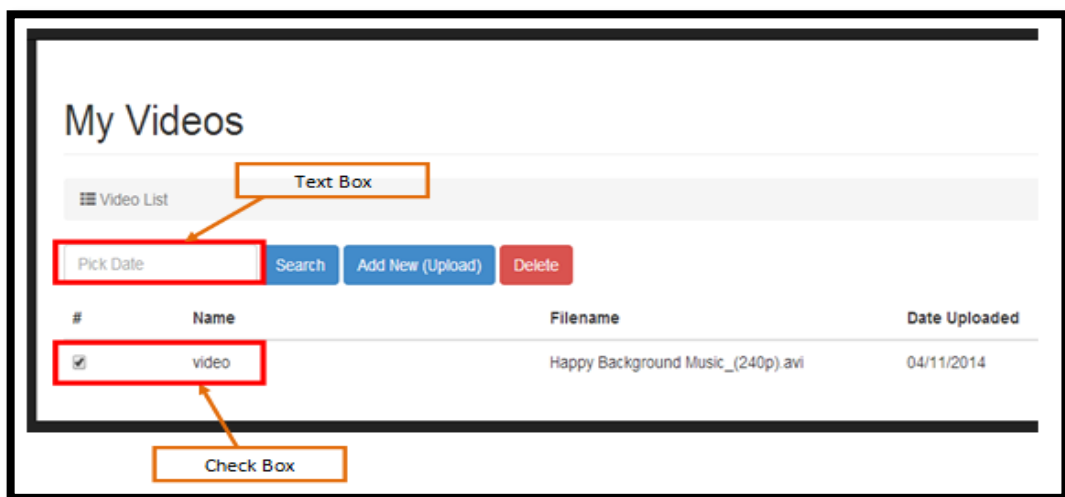 My Videos
Text Box
Video List
Pick Date Search Add New (Upload) Delete
# Name Filename Date Uploaded
video Happy Background Music_(240p).avi 04/11/2014
Check Box